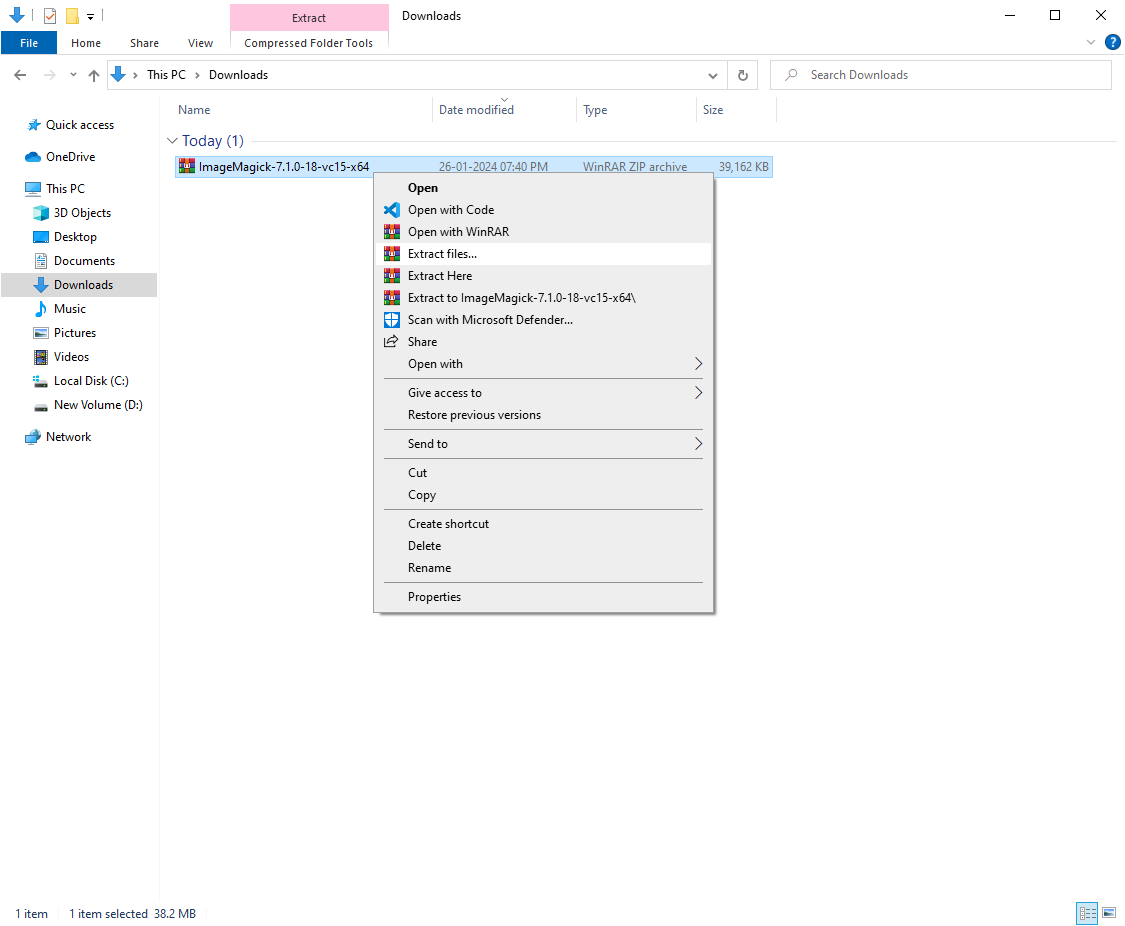 Extract
Downloads
File
Home
Share
View
Compressed Folder Tools
?
This PC
Downloads
Search Downloads
Name
Date modified
Type
Size
Quick access
OneDrive
This PC
3D Objects
Desktop
Documents
Downloads
Music
Pictures
Videos
Local Disk (C:)
New Volume (D:)
Network
Today (1)
ImageMagick-7.1.0-18-vc15-x64 26-01-2024 07:40 PM WinRAR ZIP archive 39,162 KB
Open
Open with Code
Open with WinRAR
Extract files...
Extract Here
Extract to ImageMagick-7.1.0-18-vc15-x64\
Scan with Microsoft Defender...
Share
Open with
Give access to
Restore previous versions
Send to
Cut
Copy
Create shortcut
Delete
Rename
Properties
1 item
1 item selected 38.2 MB